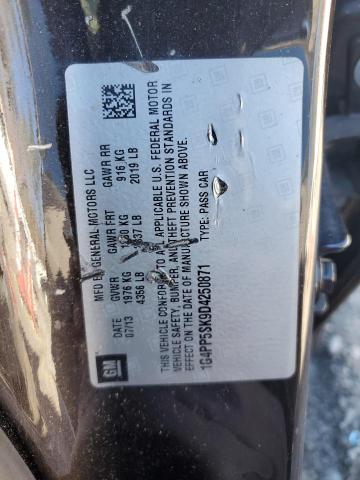 MFD BY GENERAL MOTORS LLC
DATE GVWR GAWR FRT GAWR RR
07/13 1976 KG KG 916 KG
4356 LB LB 2019 LB
THIS VEHICLE CONFORMS TO APPLICABLE U.S. FEDERAL MOTOR
VEHICLE SAFETY, BUMPER, AND THEFT PREVENTION STANDARDS IN
EFFECT ON THE DATE OF MANUFACTURE SHOWN ABOVE.
1G4PP5SK9D4250871 TYPE: PASS CAR
GM